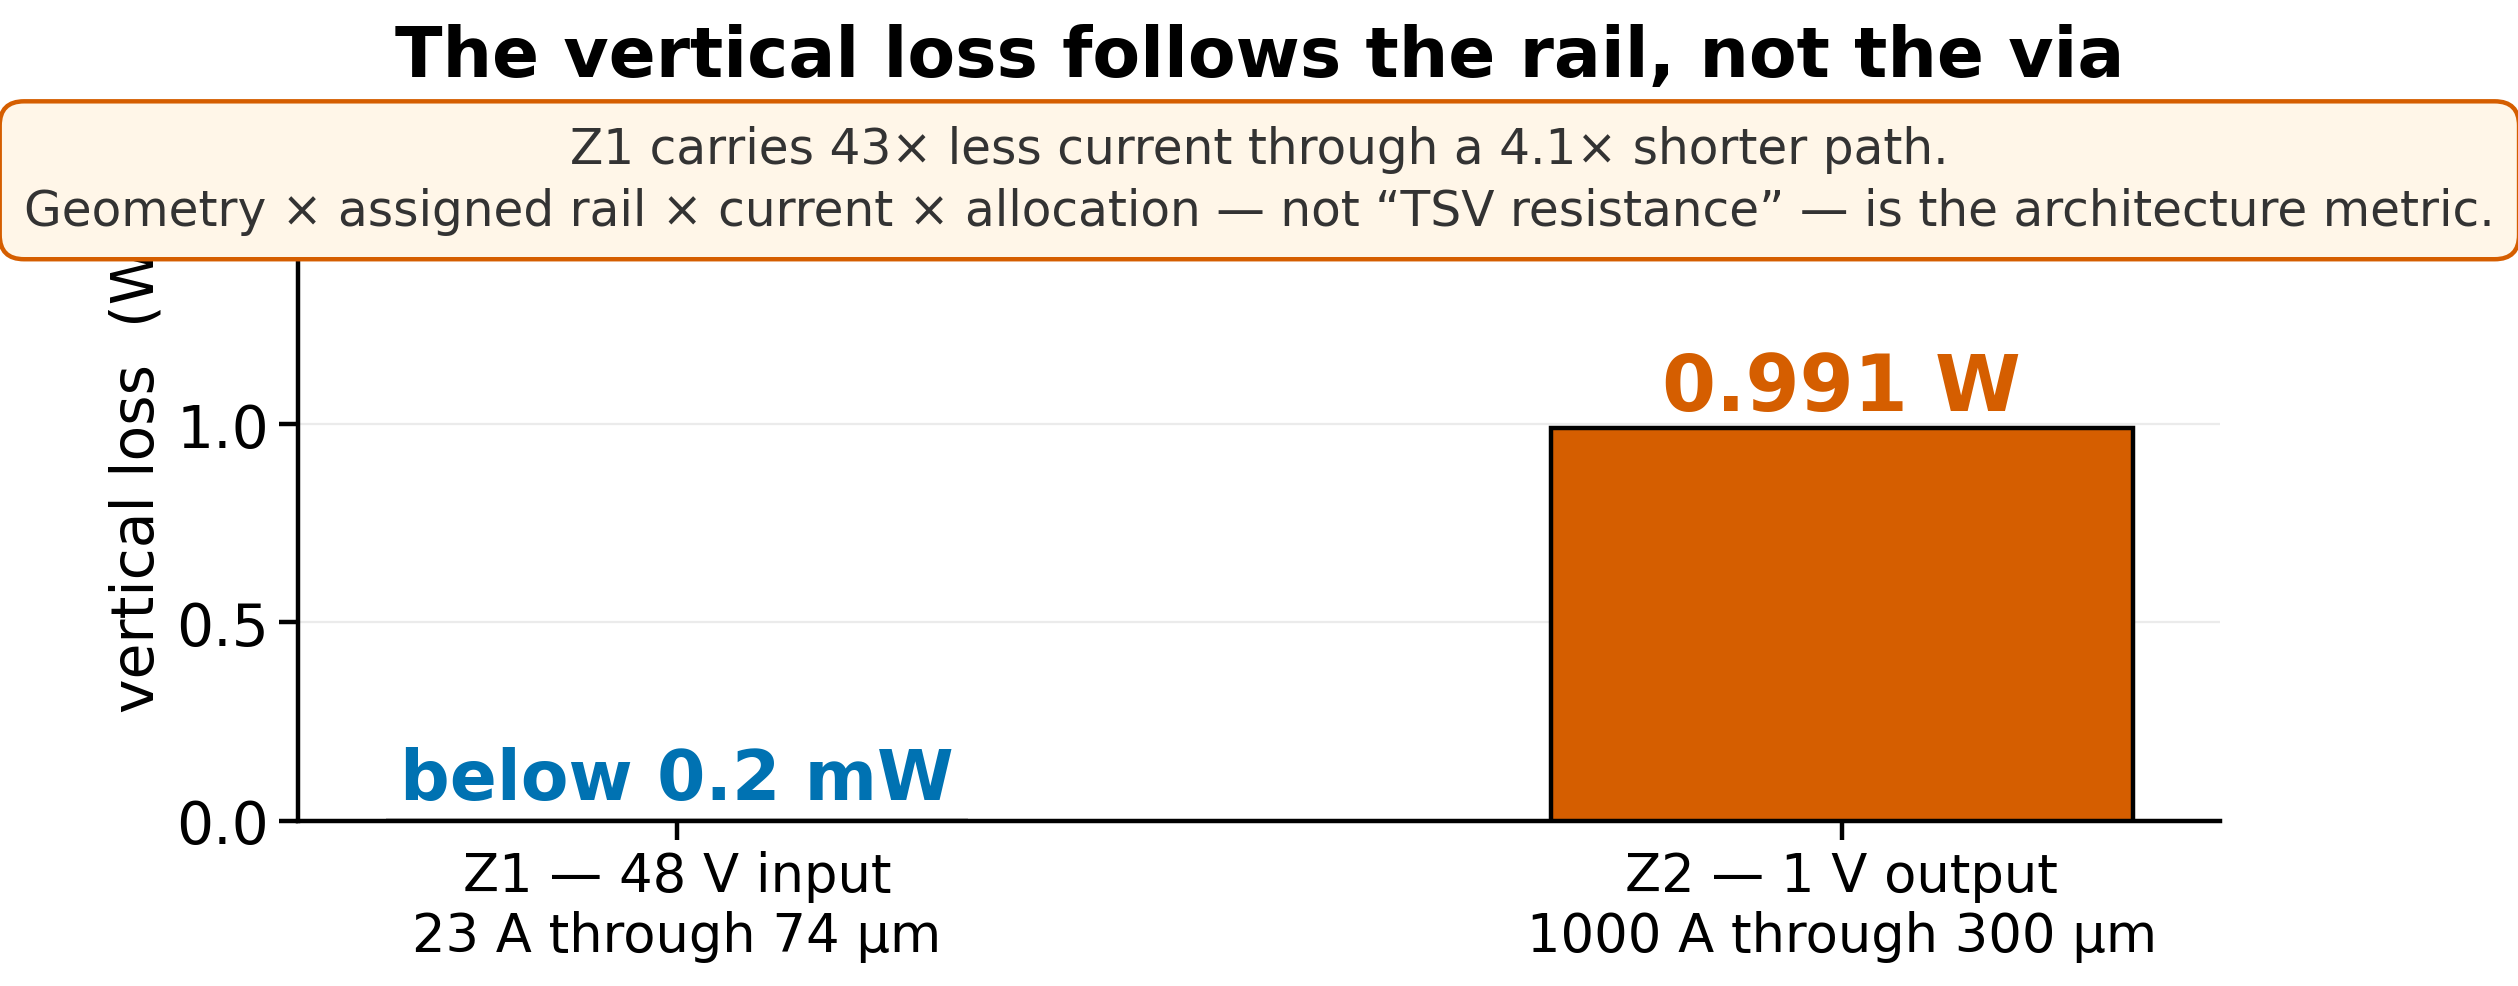 The vertical loss follows the rail, not the via
Z1 carries 43× less current through a 4.1× shorter path.
Geometry × assigned rail × current × allocation — not “TSV resistance” — is the architecture metric.
vertical loss (W
1.0
0.5
0.0
0.991 W
below 0.2 mW
Z1 — 48 V input
23 A through 74 µm
Z2 — 1 V output
1000 A through 300 µm